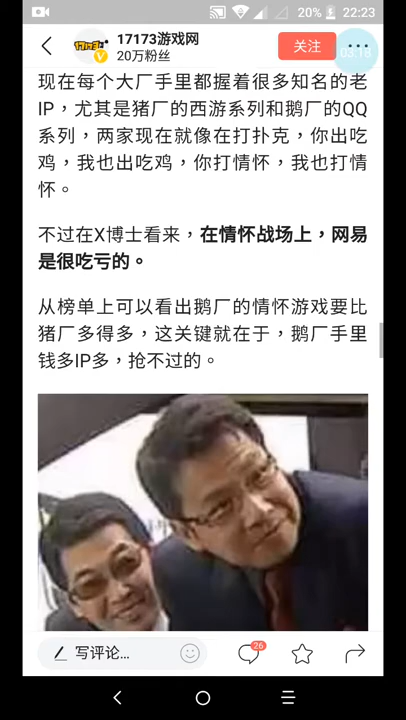 20% 22:23
17173游戏网
20万粉丝
关注
03:18
现在每个大厂手里都握着很多知名的老
IP，尤其是猪厂的西游系列和鹅厂的QQ
系列，两家现在就像在打扑克，你出吃
鸡，我也出吃鸡，你打情怀，我也打情
怀。
不过在X博士看来，在情怀战场上，网易
是很吃亏的。
从榜单上可以看出鹅厂的情怀游戏要比
猪厂多得多，这关键就在于，鹅厂手里
钱多IP多，抢不过的。
写评论...
26